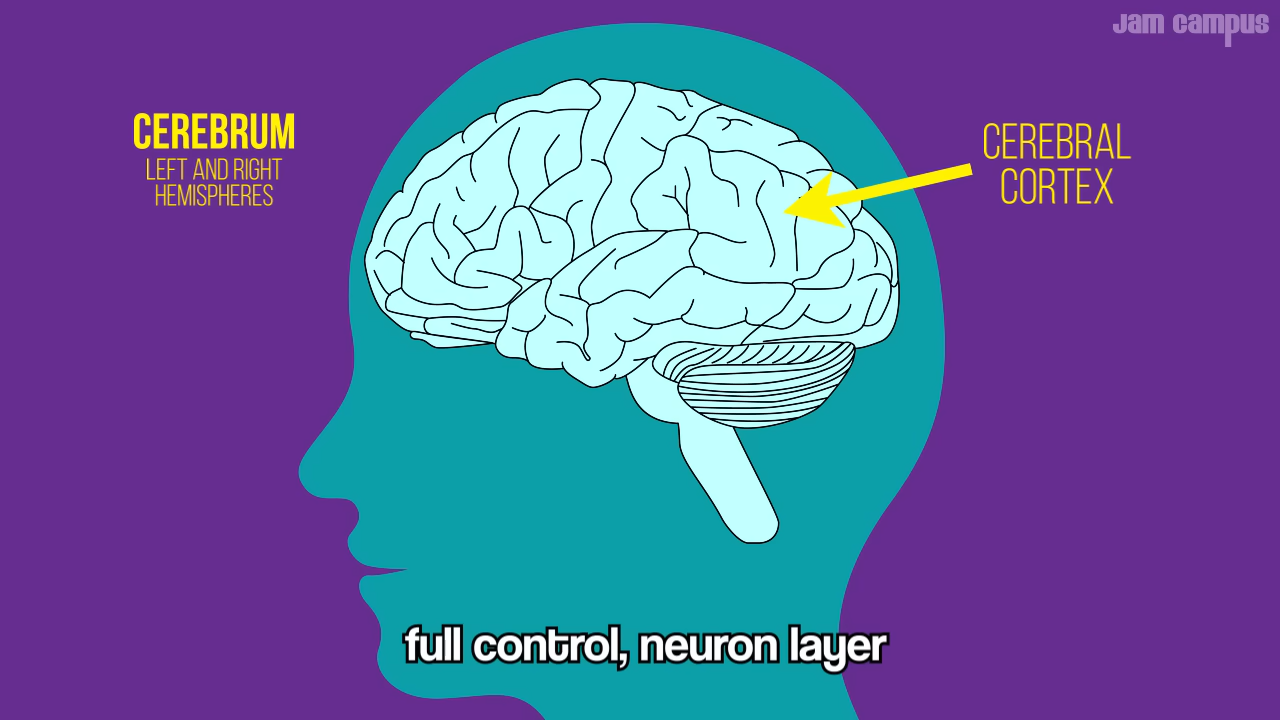 Jam Campus
CEREBRUM
LEFT AND RIGHT
HEMISPHERES
CEREBRAL
CORTEX
full control, neuron layer